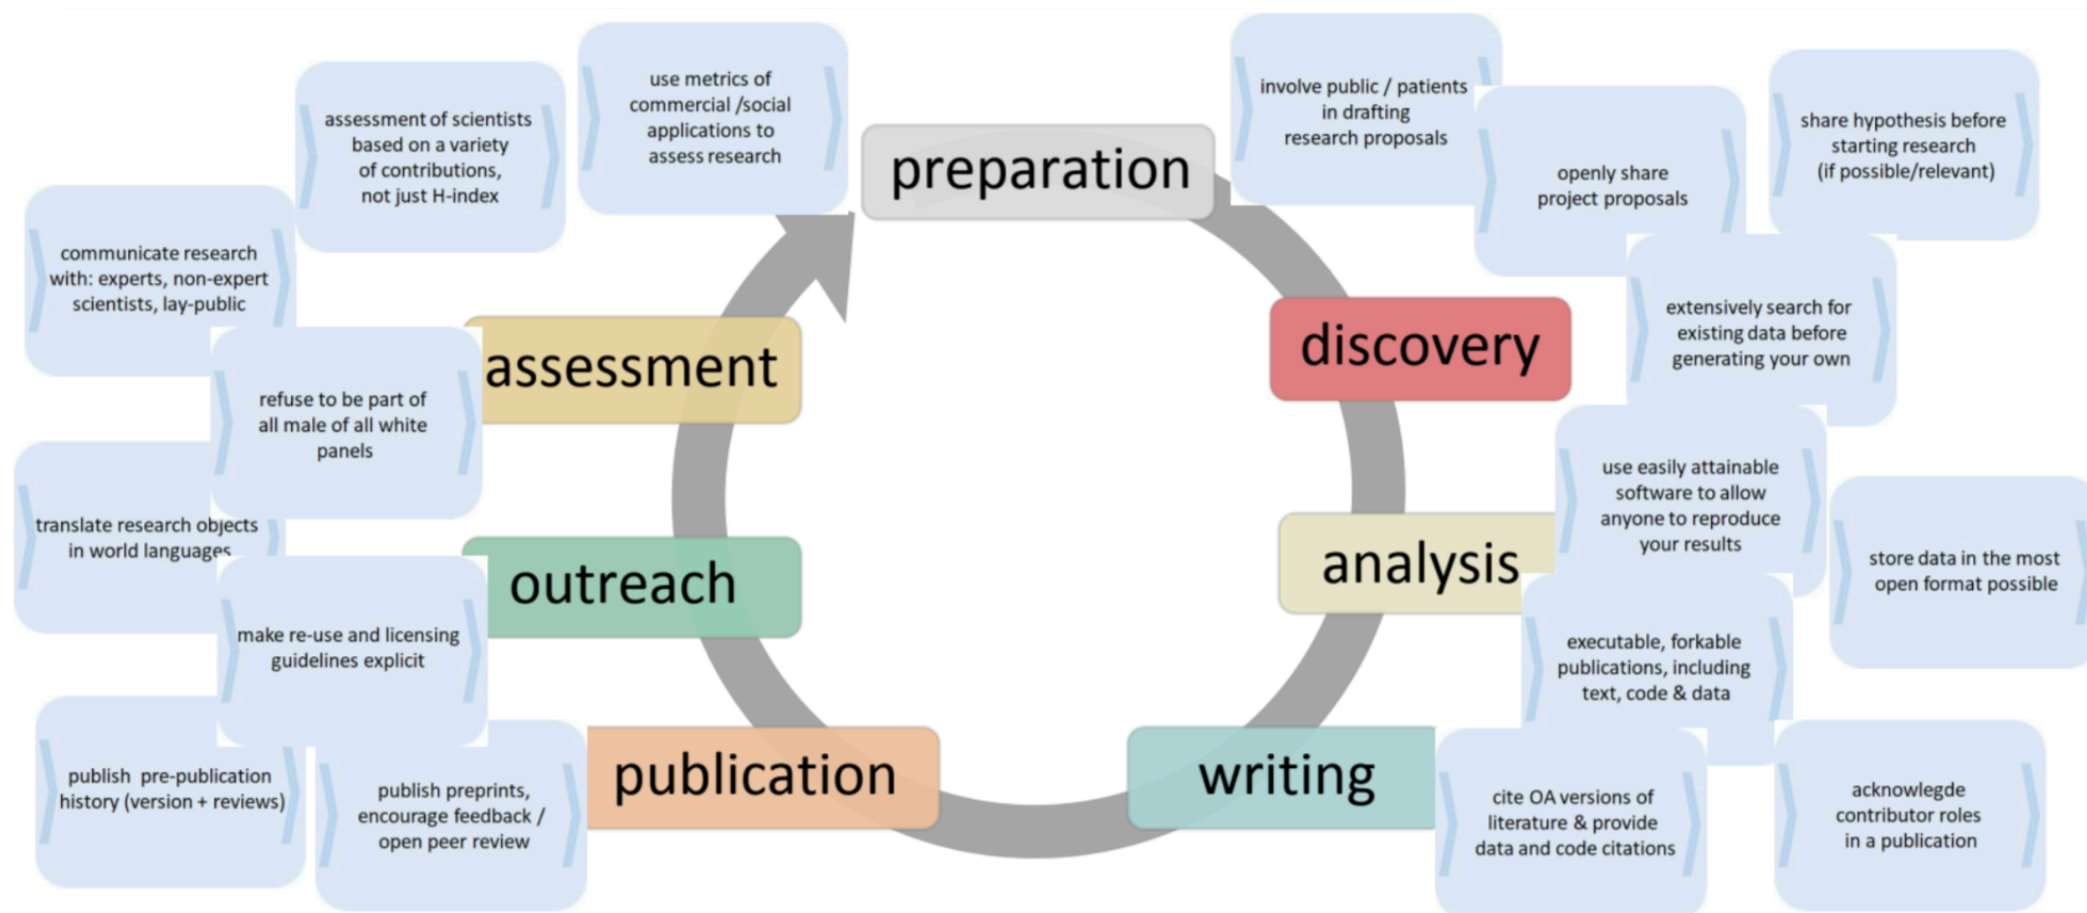 use metrics of
commercial /social
applications to
assess research
assessment of scientists
based on a variety
of contributions,
not just H-index
communicate research
with: experts, non-expert
scientists, lay-public
refuse to be part of
all male of all white
panels
translate research objects
in world languages
make re-use and licensing
guidelines explicit
publish pre-publication
history (version + reviews)
publish preprints,
encourage feedback /
open peer review
preparation
discovery
analysis
writing
publication
outreach
assessment
involve public / patients
in drafting
research proposals
openly share
project proposals
share hypothesis before
starting research
(if possible/relevant)
extensively search for
existing data before
generating your own
use easily attainable
software to allow
anyone to reproduce
your results
store data in the most
open format possible
executable, forkable
publications, including
text, code & data
cite OA versions of
literature & provide
data and code citations
acknowlegde
contributor roles
in a publication